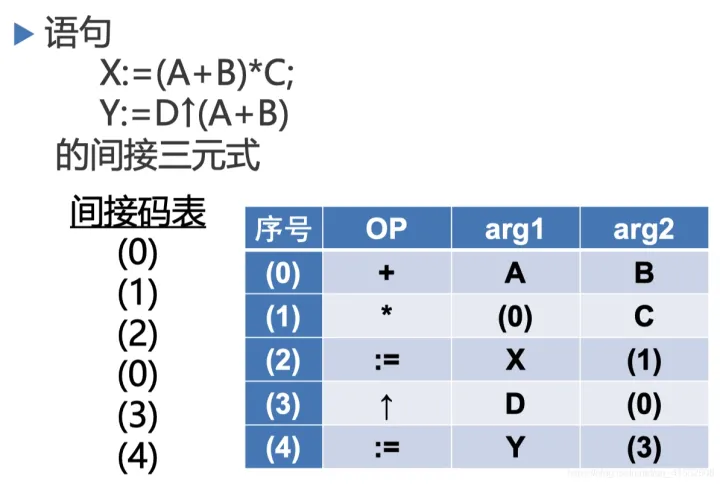 语句
X:=(A+B)*C;
Y:=D↑(A+B)
的间接三元式
间接码表
(0)
(1)
(2)
(0)
(3)
(4)
序号 OP arg1 arg2
(0) + A B
(1) * (0) C
(2) := X (1)
(3) ↑ D (0)
(4) := Y (3)